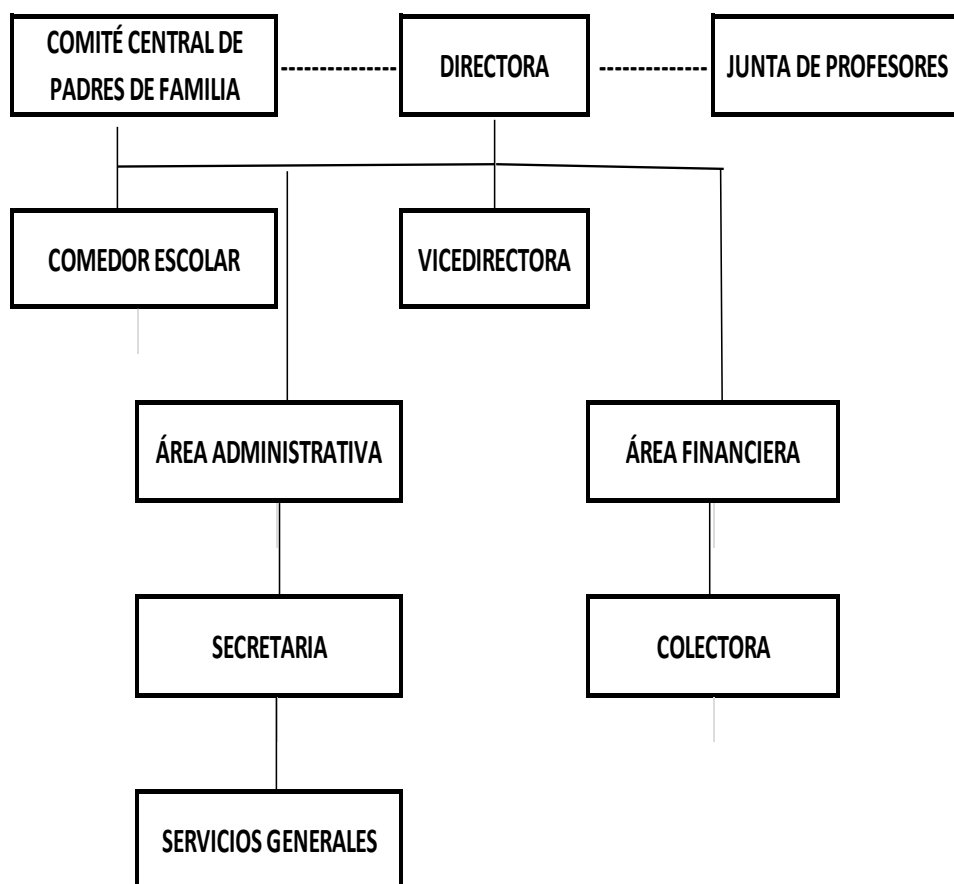 COMITÉ CENTRAL DE
PADRES DE FAMILIA
DIRECTORA
JUNTA DE PROFESORES
COMEDOR ESCOLAR
VICEDIRECTORA
ÁREA ADMINISTRATIVA
ÁREA FINANCIERA
SECRETARIA
COLECTORA
SERVICIOS GENERALES